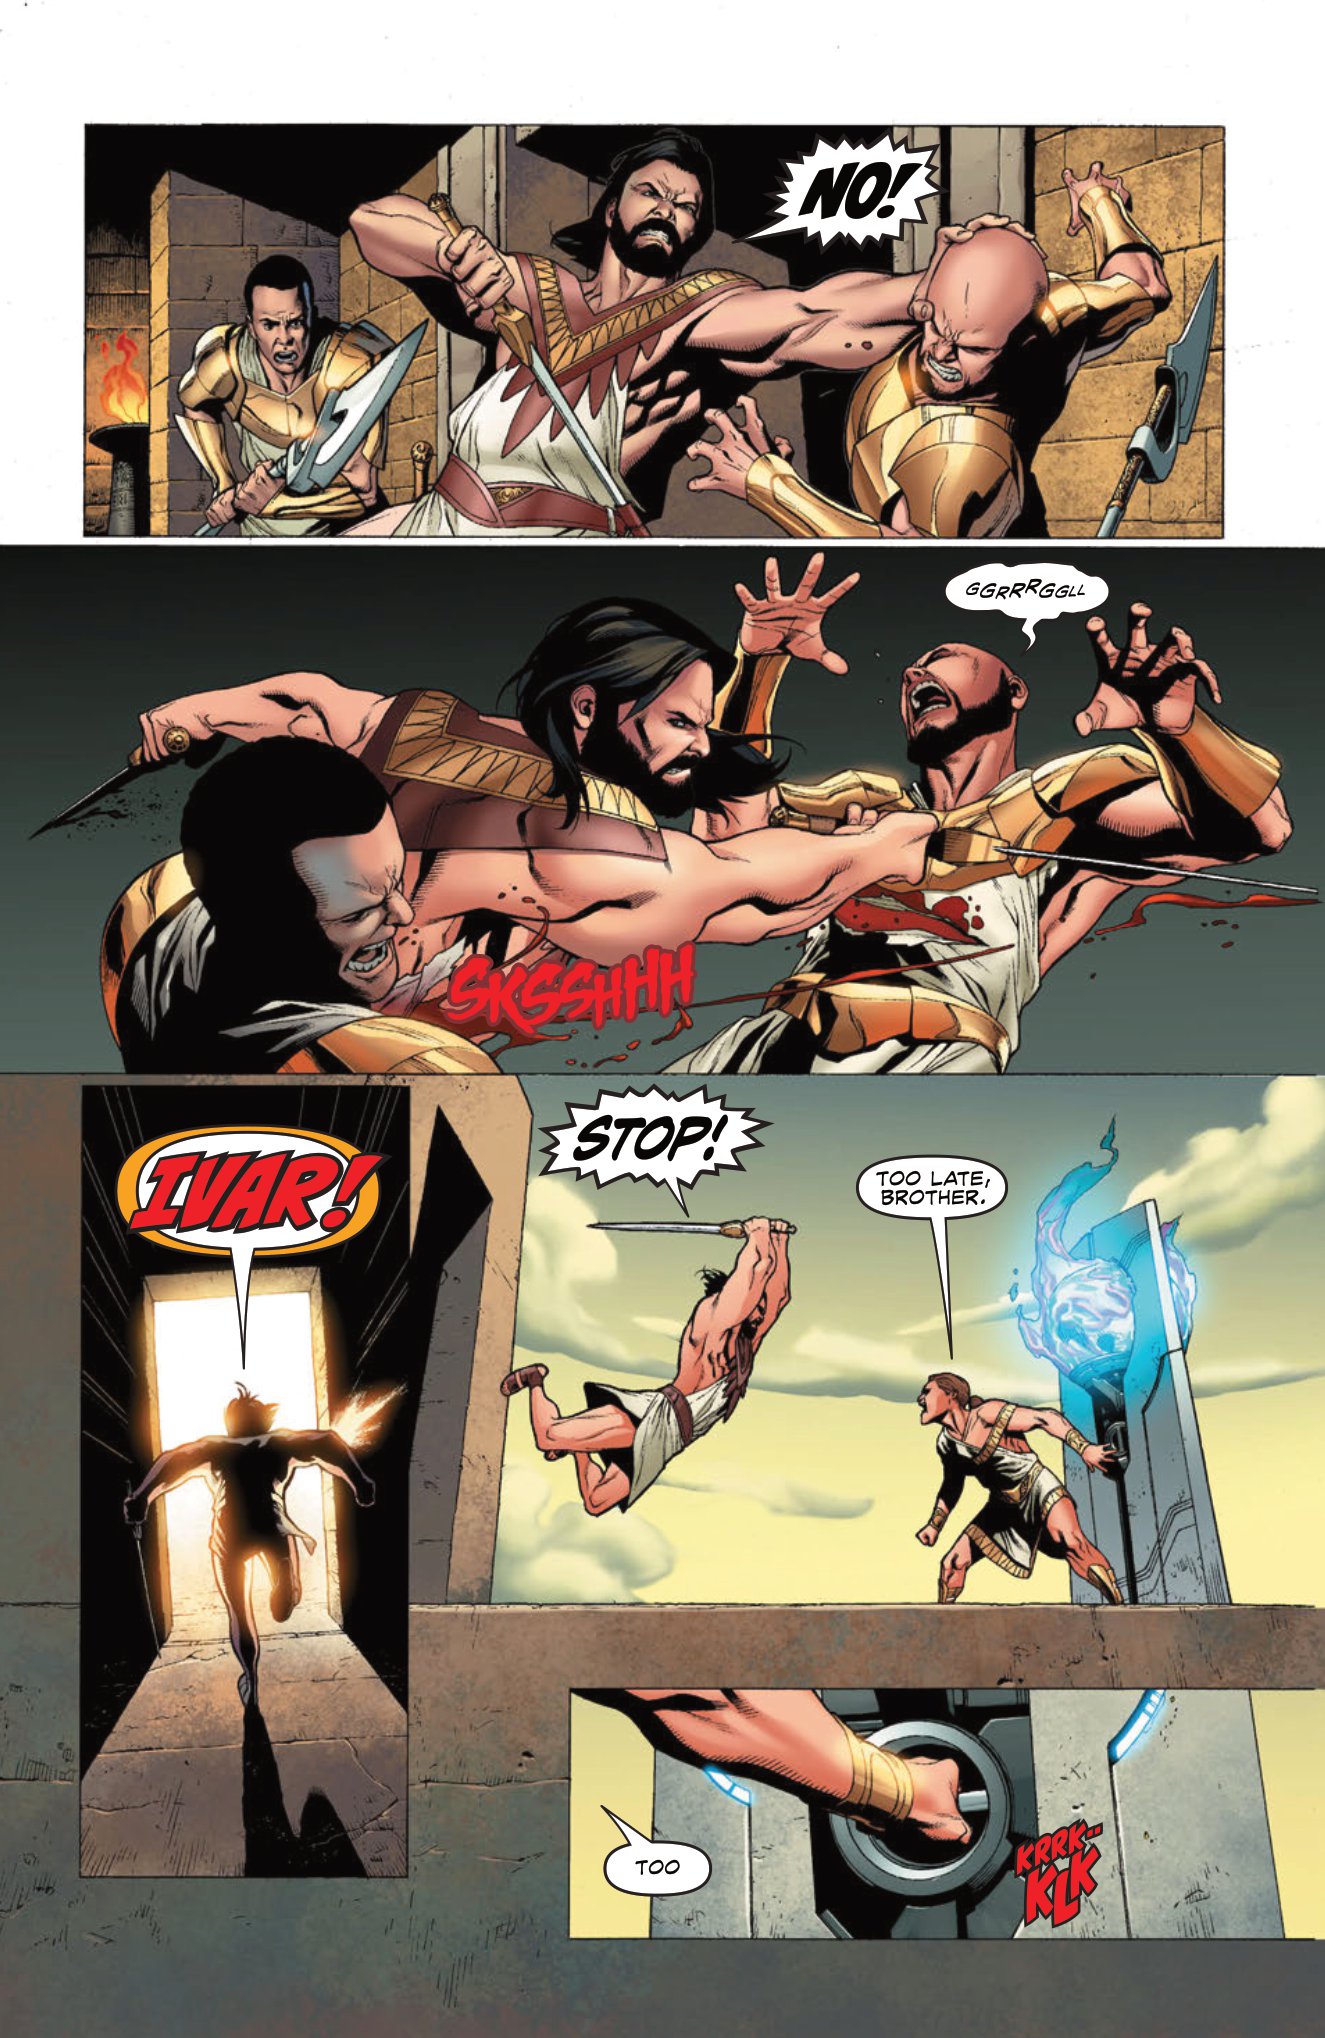 NO!
GGRRRGGLL
SKSSHHH
IVAR!
STOP!
TOO LATE,
BROTHER.
TOO
KRRK--
KLK